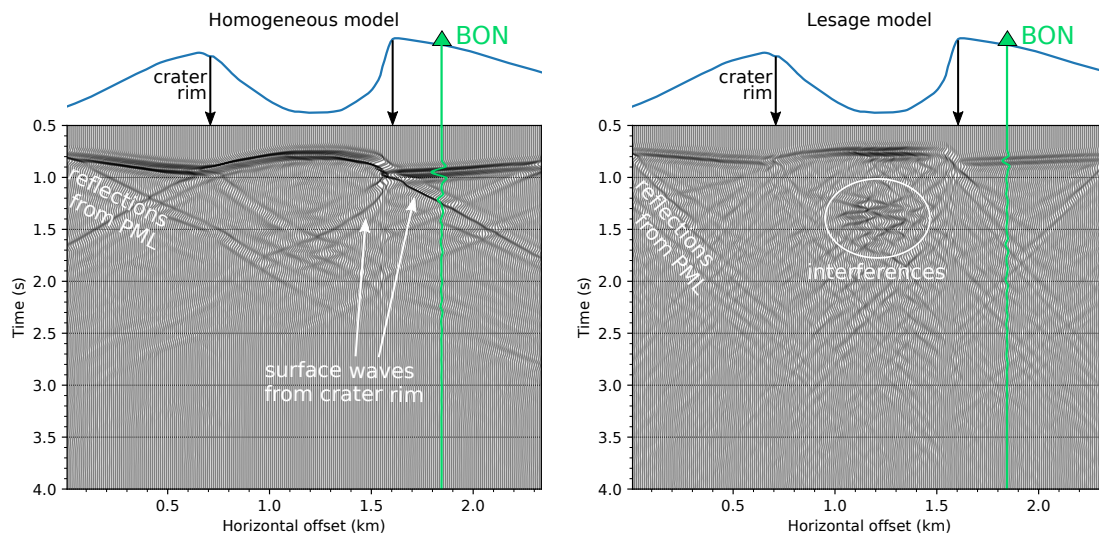 Homogeneous model
BON
crater
rim
0.5
1.0
1.5
2.0
2.5
3.0
3.5
4.0
Time (s)
reflections
from PML
surface waves
from crater rim
0.5
1.0
1.5
2.0
Horizontal offset (km)
Lesage model
BON
crater
rim
0.5
1.0
1.5
2.0
2.5
3.0
3.5
4.0
Time (s)
reflections
from PML
interferences
0.5
1.0
1.5
2.0
Horizontal offset (km)